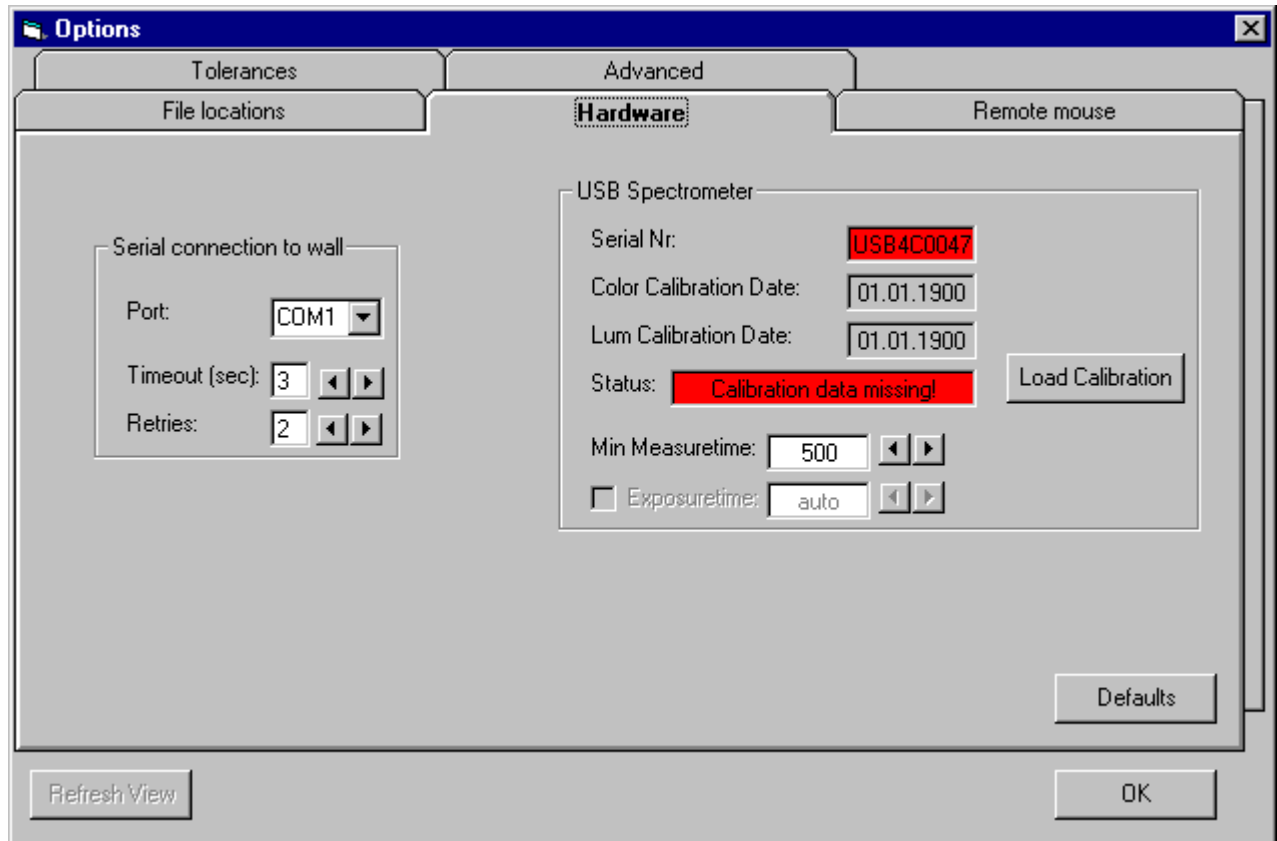 Options
Tolerances
Advanced
File locations
Hardware
Remote mouse
Serial connection to wall
Port:
COM1
Timeout (sec):
3
Retries:
2
USB Spectrometer
Serial Nr:
USB4C0047
Color Calibration Date:
01.01.1900
Lum Calibration Date:
01.01.1900
Status:
Calibration data missing!
Load Calibration
Min Measuretime:
500
Exposuretime:
auto
Defaults
Refresh View
OK